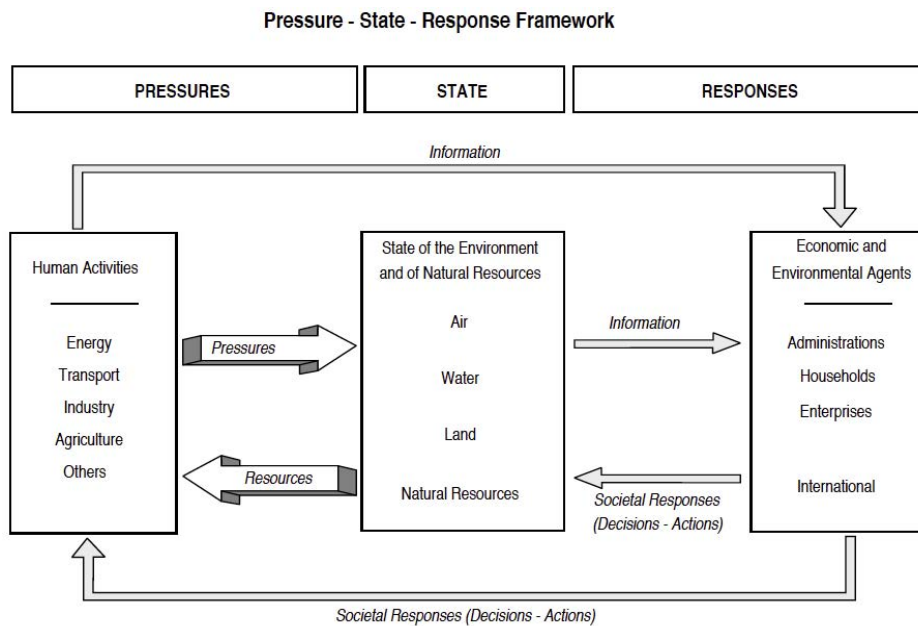 Pressure - State - Response Framework
PRESSURES
STATE
RESPONSES
Information
Human Activities
Energy
Transport
Industry
Agriculture
Others
Pressures
Resources
State of the Environment
and of Natural Resources
Air
Water
Land
Natural Resources
Information
Societal Responses
(Decisions - Actions)
Economic and
Environmental Agents
Administrations
Households
Enterprises
International
Societal Responses (Decisions - Actions)